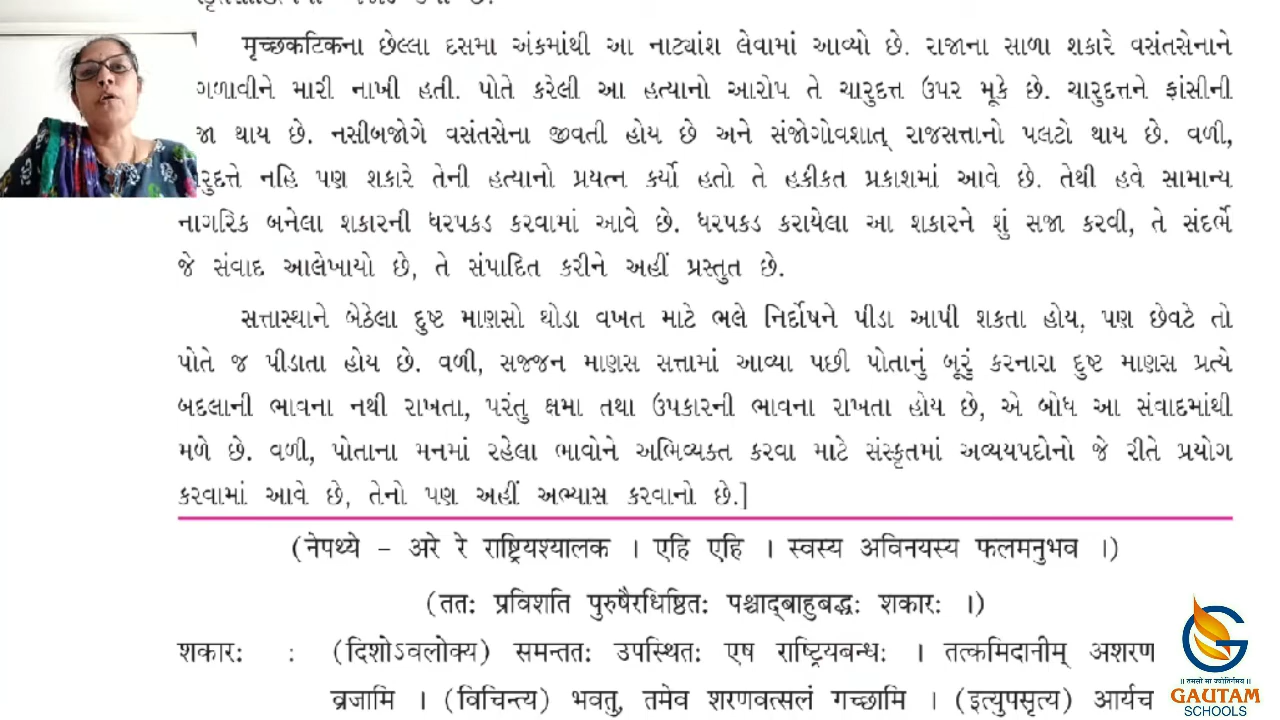 મૃચ્છકટિકના છેલ્લા દસમા અંકમાંથી આ નાટ્યાંશ લેવામાં આવ્યો છે. રાજાના સાળા શકારે વસંતસેનાને
મારી નાખી હતી. પોતે કરેલી આ હત્યાનો આરોપ તે ચારુદત્ત ઉપર મૂકે છે. ચારુદત્તને ફાંસીની
થાય છે. નસીબજોગે વસંતસેના જીવતી હોય છે અને સંજોગોવશાત્ રાજસત્તાનો પલટો થાય છે. વળી,
નહિ પણ શકારે તેની હત્યાનો પ્રયત્ન કર્યો હતો તે હકીકત પ્રકાશમાં આવે છે. તેથી હવે સામાન્ય
નાગરિક બનેલા શકારની ધરપકડ કરવામાં આવે છે. ધરપકડ કરાયેલા આ શકારને શું સજા કરવી, તે સંદર્ભે
જે સંવાદ આલેખાયો છે, તે સંપાદિત કરીને અહીં પ્રસ્તુત છે.
સત્તાસ્થાને બેઠેલા દુષ્ટ માણસો થોડા વખત માટે ભલે નિર્દોષને પીડા આપી શકતા હોય, પણ છેવટે તો
પોતે જ પીડાતા હોય છે. વળી, સજ્જન માણસ સત્તામાં આવ્યા પછી પોતાનું બૂરું કરનારા દુષ્ટ માણસ પ્રત્યે
બદલાની ભાવના નથી રાખતા, પરંતુ ક્ષમા તથા ઉપકારની ભાવના રાખતા હોય છે, એ બોધ આ સંવાદમાંથી
મળે છે. વળી, પોતાના મનમાં રહેલા ભાવોને અભિવ્યક્ત કરવા માટે સંસ્કૃતમાં અવ્યયપદોનો જે રીતે પ્રયોગ
કરવામાં આવે છે, તેનો પણ અહીં અભ્યાસ કરવાનો છે.]
(नेपथ्ये – अरे रे राष्ट्रियश्यालक । एहि एहि । स्वस्य अविनयस्य फलमनुभव ।)
(ततः प्रविशति पुरुषैरधिष्ठितः पश्चाद्बाहुबद्धः शकारः ।)
शकारः : (दिशोऽवलोक्य) समन्ततः उपस्थितः एष राष्ट्रियबन्धः । तत्कमिदानीम् अशरण
व्रजामि । (विचिन्त्य) भवतु, तमेव शरणवत्सलं गच्छामि । (इत्युपसृत्य) आर्यच
॥ तमसो मा ज्योतिर्गमय॥
GAUTAM
SCHOOLS